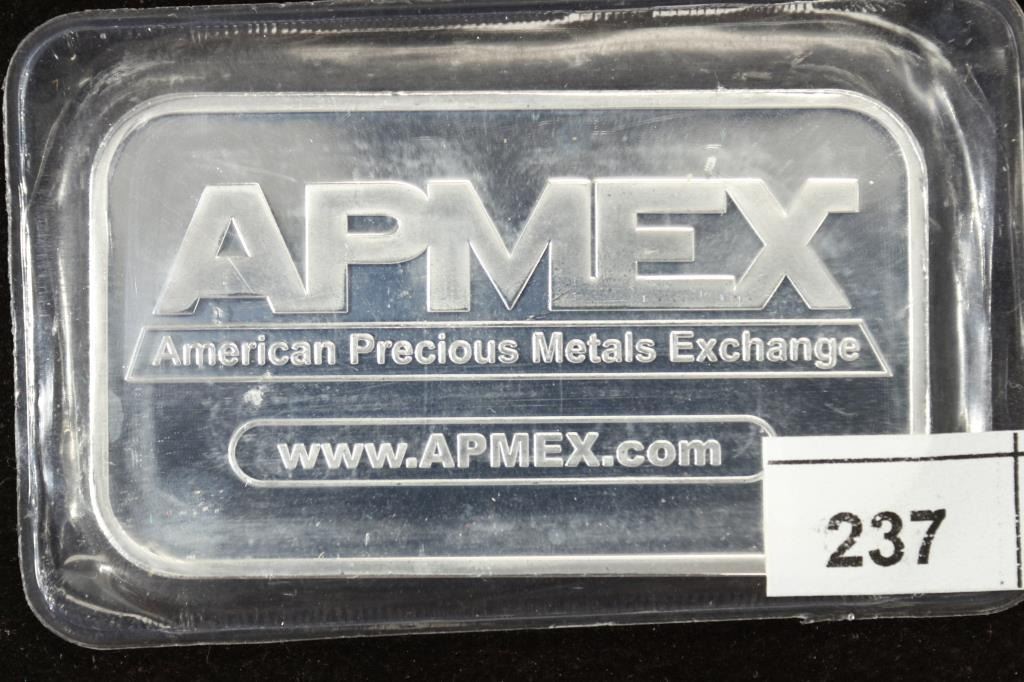 APMEX
American Precious Metals Exchange
www.APMEX.com
237